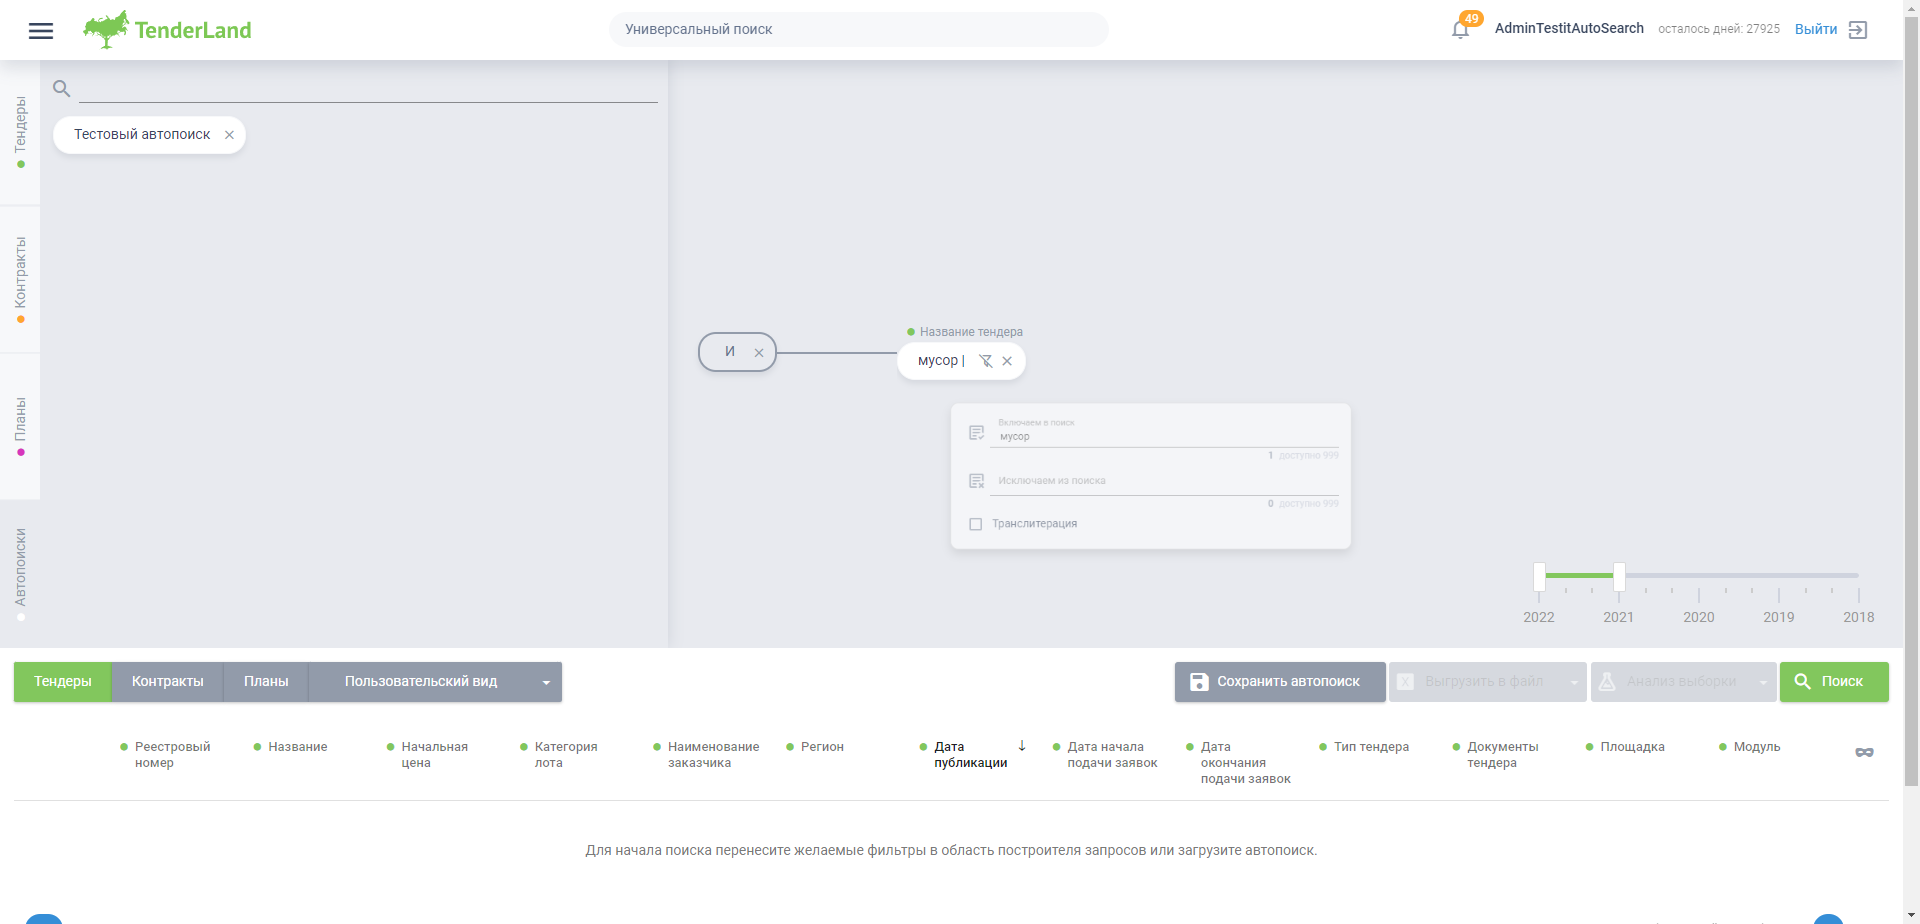 TenderLand
Универсальный поиск
49
AdminTestitAutoSearch
осталось дней: 27925
Выйти
Тендеры
Контракты
Планы
Автопоиски
Тестовый автопоиск
И
Название тендера
мусор |
Включаем в поиск
мусор
1 доступно 999
Исключаем из поиска
0 доступно 999
Транслитерация
2022 2021 2020 2019 2018
Тендеры Контракты Планы Пользовательский вид
Сохранить автопоиск
X
Выгрузить в файл
Анализ выборки
Поиск
Реестровый
номер
Название
Начальная
цена
Категория
лота
Наименование
заказчика
Регион
Дата
публикации
Дата начала
подачи заявок
Дата
окончания
подачи заявок
Тип тендера
Документы
тендера
Площадка
Модуль
Для начала поиска перенесите желаемые фильтры в область построителя запросов или загрузите автопоиск.